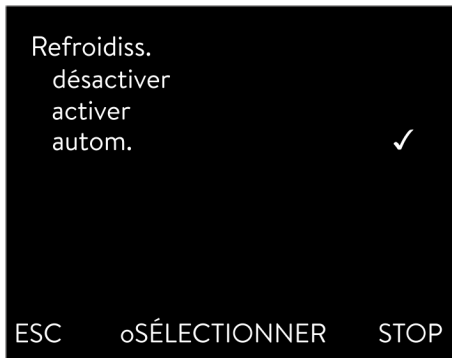 Refroidiss.
désactiver
activer
autom. ✓
ESC oSÉLECTIONNER STOP